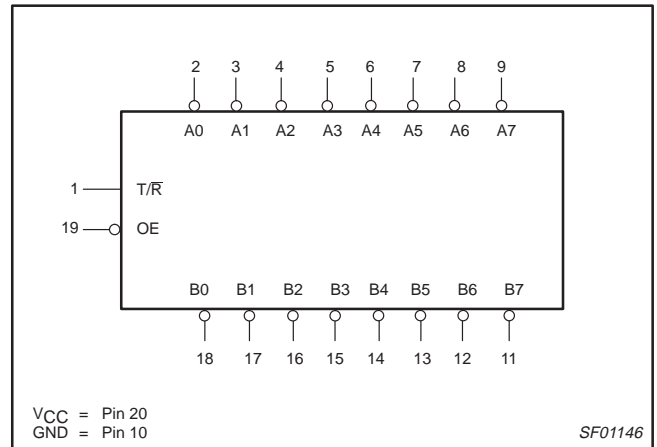 2 3 4 5 6 7 8 9
A0 A1 A2 A3 A4 A5 A6 A7
1 T/R̅
19 OE
B0 B1 B2 B3 B4 B5 B6 B7
18 17 16 15 14 13 12 11
VCC = Pin 20
GND = Pin 10
SF01146